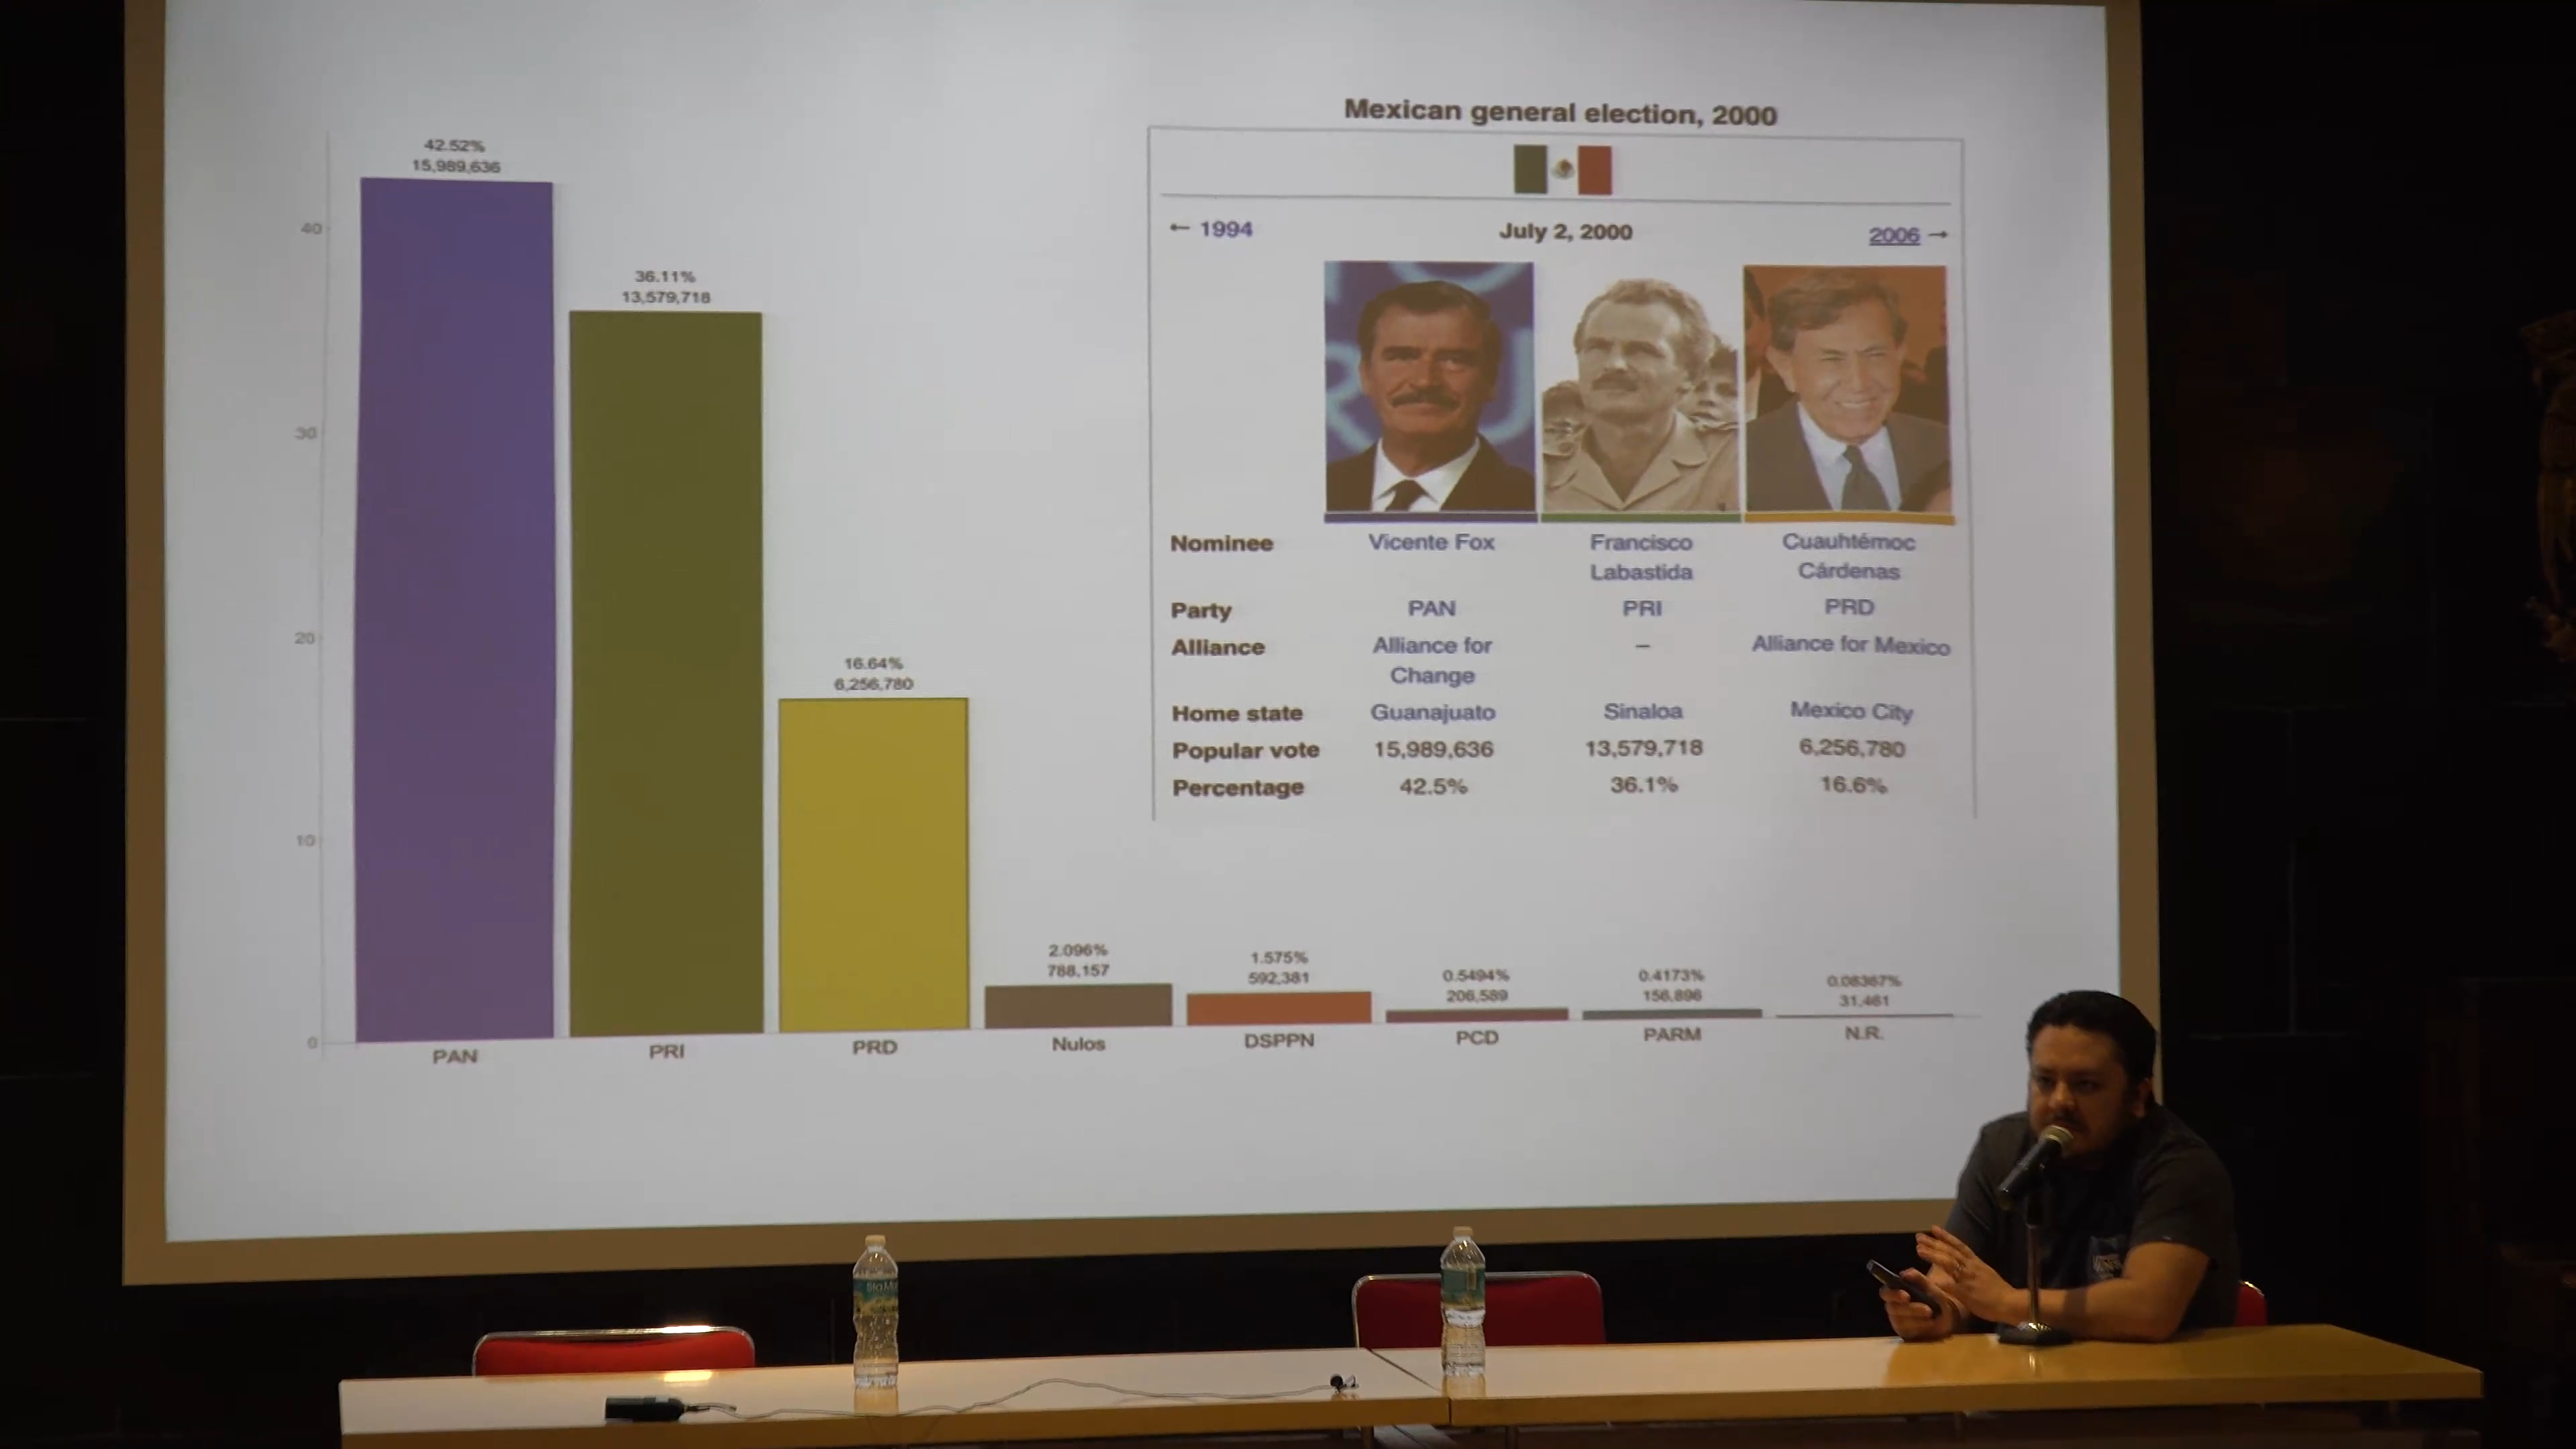 42.52%
15,989,636
36.11%
13,579,718
16.64%
6,256,780
2.096%
788,157
1.575%
592,381
0.5494%
206,589
0.4173%
156,896
0.08367%
31,461
40
30
20
10
0
PAN
PRI
PRD
Nulos
DSPPN
PCD
PARM
N.R.
Mexican general election, 2000
← 1994 July 2, 2000 2006 →
Nominee Vicente Fox Francisco Labastida Cuauhtémoc Cárdenas
Party PAN PRI PRD
Alliance Alliance for Change – Alliance for Mexico
Home state Guanajuato Sinaloa Mexico City
Popular vote 15,989,636 13,579,718 6,256,780
Percentage 42.5% 36.1% 16.6%